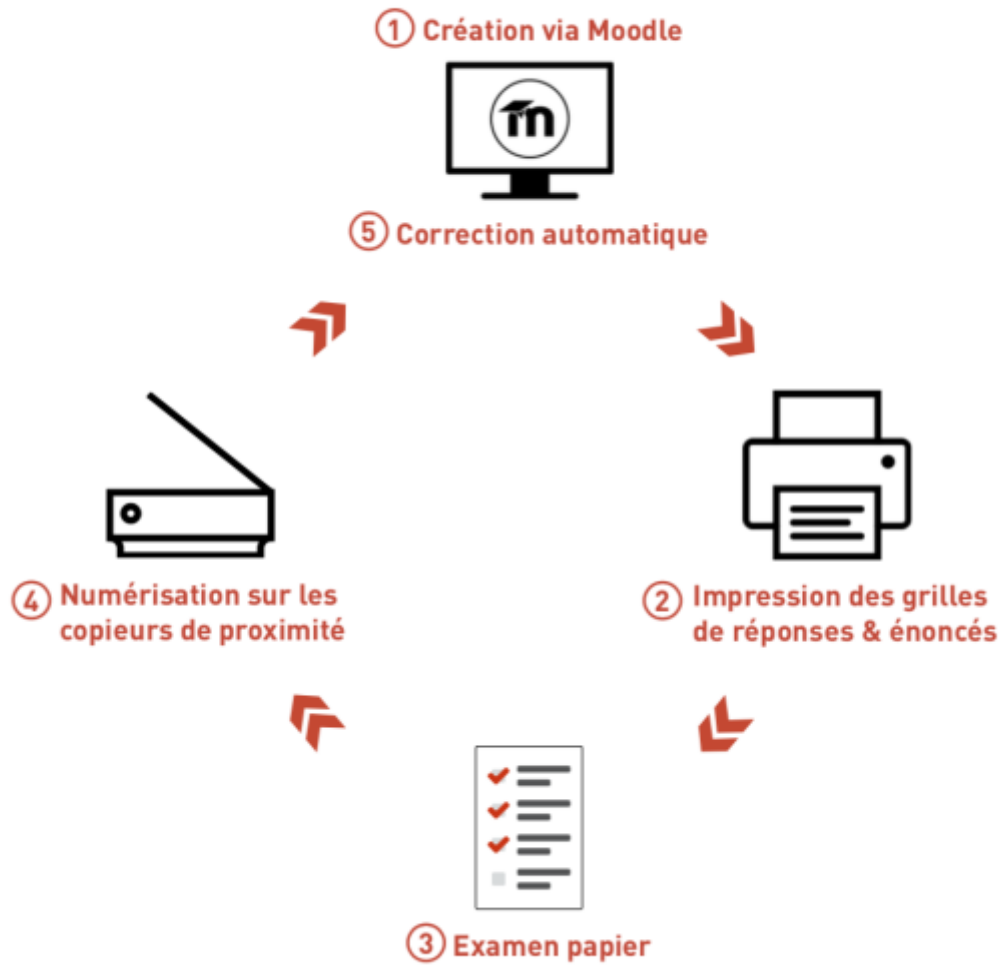 ① Création via Moodle
m
⑤ Correction automatique
④ Numérisation sur les
copieurs de proximité
② Impression des grilles
de réponses & énoncés
③ Examen papier